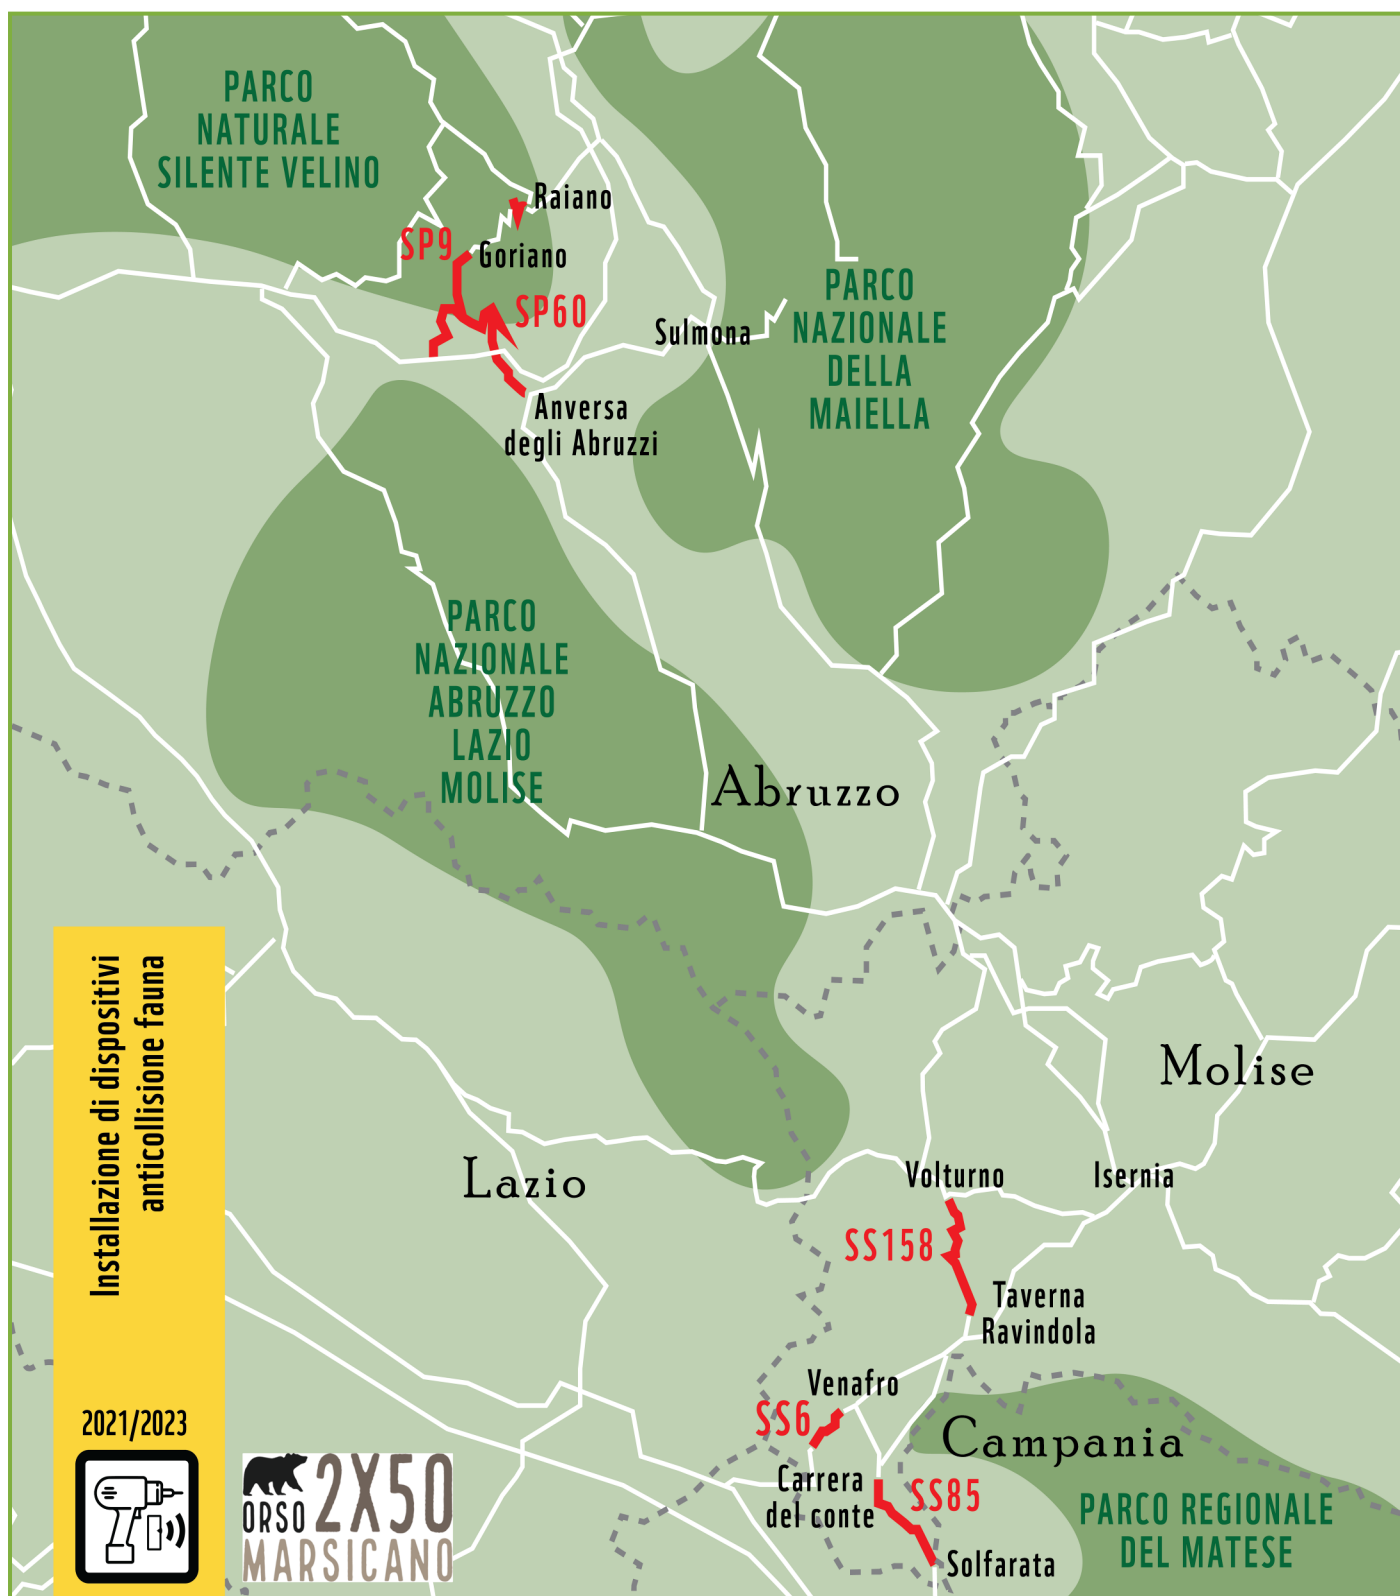 PARCO
NATURALE
SILENTE VELINO
Raiano
SP9
Goriano
SP60
PARCO
NAZIONALE
DELLA
MAIELLA
Sulmona
Anversa
degli Abruzzi
PARCO
NAZIONALE
ABRUZZO
LAZIO
MOLISE
Abruzzo
Molise
Lazio
Volturno
Isernia
SS158
Taverna
Ravindola
Venafro
SS6
Campania
Carrera
del conte
SS85
Solfarata
PARCO REGIONALE
DEL MATESE
Installazione di dispositivi
anticollisione fauna
2021/2023
ORSO 2X50
MARSICANO